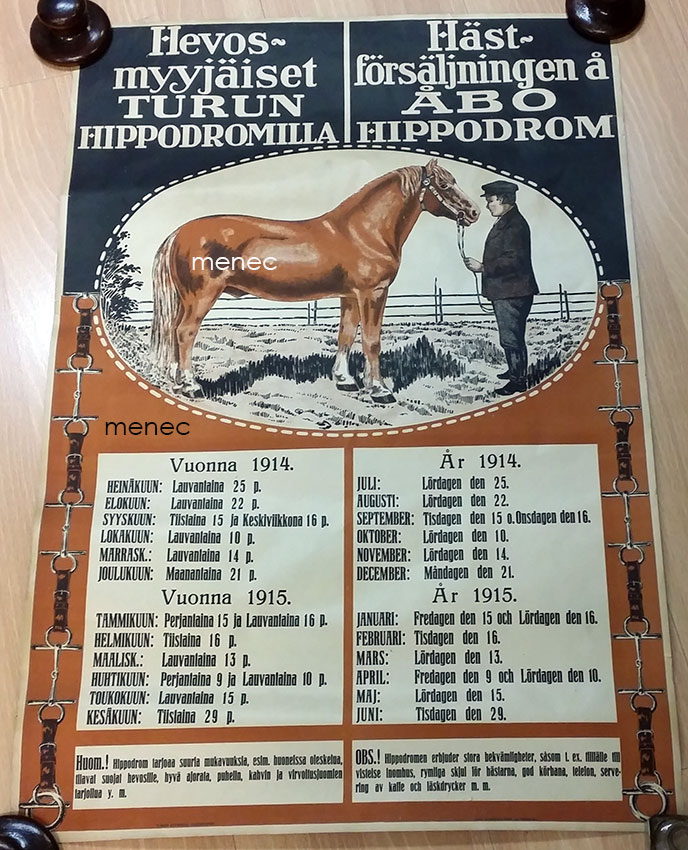 Hevos~
myyjäiset
TURUN
HIPPODROMILLA
Häst-
försäljningen å
ÅBO
HIPPODROM
menec
menec
Vuonna 1914.
HEINÄKUUN: Lauvantaina 25 p.
ELOKUUN: Lauvantaina 22 p.
SYYSKUUN: Tiistaina 15 ja Keskiviikkona 16 p.
LOKAKUUN: Lauvantaina 10 p.
MARRASK.: Lauvantaina 14 p.
JOULUKUUN: Maanantaina 21 p.
Vuonna 1915.
TAMMIKUUN: Perjantaina 15 ja Lauvantaina 16 p.
HELMIKUUN: Tiistaina 16 p.
MAALISK.: Lauvantaina 13 p.
HUHTIKUUN: Perjantaina 9 ja Lauvantaina 10 p.
TOUKOKUUN: Lauvantaina 15 p.
KESÄKUUN: Tiistaina 29 p.
År 1914.
JULI: Lördagen den 25.
AUGUSTI: Lördagen den 22.
SEPTEMBER: Tisdagen den 15 o. Onsdagen den 16.
OKTOBER: Lördagen den 10.
NOVEMBER: Lördagen den 14.
DECEMBER: Måndagen den 21.
År 1915.
JANUARI: Fredagen den 15 och Lördagen den 16.
FEBRUARI: Tisdagen den 16.
MARS: Lördagen den 13.
APRIL: Fredagen den 9 och Lördagen den 10.
MAJ: Lördagen den 15.
JUNI: Tisdagen den 29.
Huom.! Hippodrom tarjoaa suuria mukavuuksia, esim. huoneissa oleskelua,
tilavat suojat hevosille, hyvä ajorata, puhelin, kahvin ja virvoitusjuomien
tarjoilua y. m.
OBS.! Hippodromen erbjuder stora bekvämligheter, såsom t. ex. tillfälle till
vistelse inomhus, rymliga skjul för hästarna, god körbana, telefon, serve-
ring av kaffe och läskdrycker m. m.